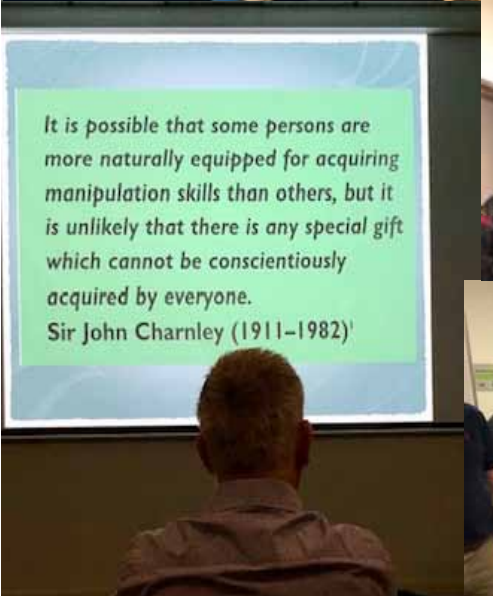 It is possible that some persons are
more naturally equipped for acquiring
manipulation skills than others, but it
is unlikely that there is any special gift
which cannot be conscientiously
acquired by everyone.
Sir John Charnley (1911–1982)¹